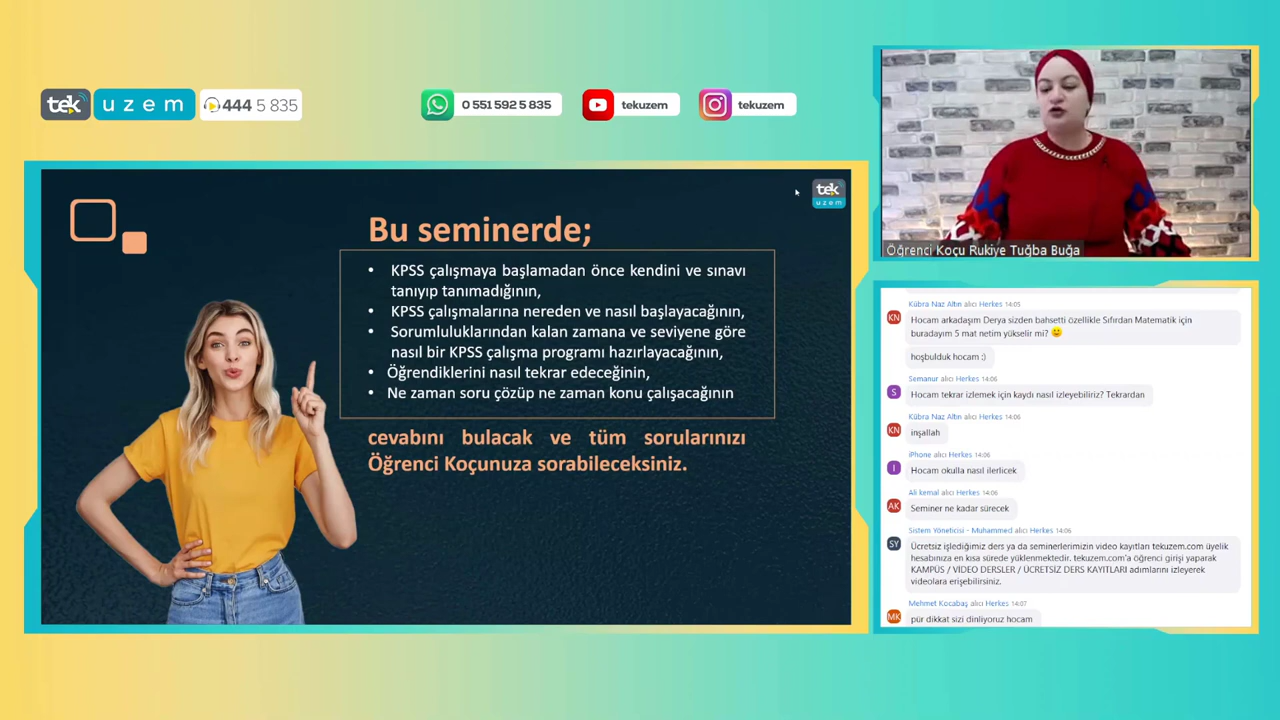 tek uzem 444 5 835
0 551 592 5 835
tekuzem
tekuzem
tek
uzem
Bu seminerde;
• KPSS çalışmaya başlamadan önce kendini ve sınavı
tanıyıp tanımadığının,
• KPSS çalışmalarına nereden ve nasıl başlayacağının,
• Sorumluluklarından kalan zamana ve seviyene göre
nasıl bir KPSS çalışma programı hazırlayacağının,
• Öğrendiklerini nasıl tekrar edeceğinin,
• Ne zaman soru çözüp ne zaman konu çalışacağının
cevabını bulacak ve tüm sorularınızı
Öğrenci Koçunuza sorabileceksiniz.
Öğrenci Koçu Rukiye Tuğba Buğa
Kübra Naz Altın alıcı Herkes 14:05
KN
Hocam arkadaşım Derya sizden bahsetti özellikle Sıfırdan Matematik için
buradayım 5 mat netim yükselir mi? 😀
hoşbulduk hocam :)
Semanur alıcı Herkes 14:06
S
Hocam tekrar izlemek için kaydı nasıl izleyebiliriz? Tekrardan
Kübra Naz Altın alıcı Herkes 14:06
KN
inşallah
iPhone alıcı Herkes 14:06
I
Hocam okulla nasıl ilerlicek
Ali kemal alıcı Herkes 14:06
AK
Seminer ne kadar sürecek
Sistem Yöneticisi - Muhammed alıcı Herkes 14:06
SY
Ücretsiz işlediğimiz ders ya da seminerlerimizin video kayıtları tekuzem.com üyelik
hesabınıza en kısa sürede yüklenmektedir. tekuzem.com'a öğrenci girişi yaparak
KAMPÜS / VİDEO DERSLER / ÜCRETSİZ DERS KAYITLARI adımlarını izleyerek
videolara erişebilirsiniz.
Mehmet Kocabaş alıcı Herkes 14:07
MK
pür dikkat sizi dinliyoruz hocam